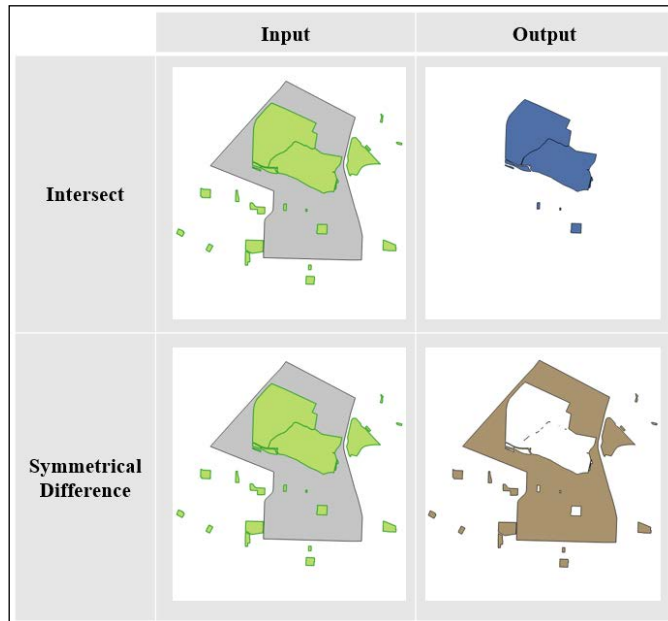 Input
Output
Intersect
Symmetrical
Difference